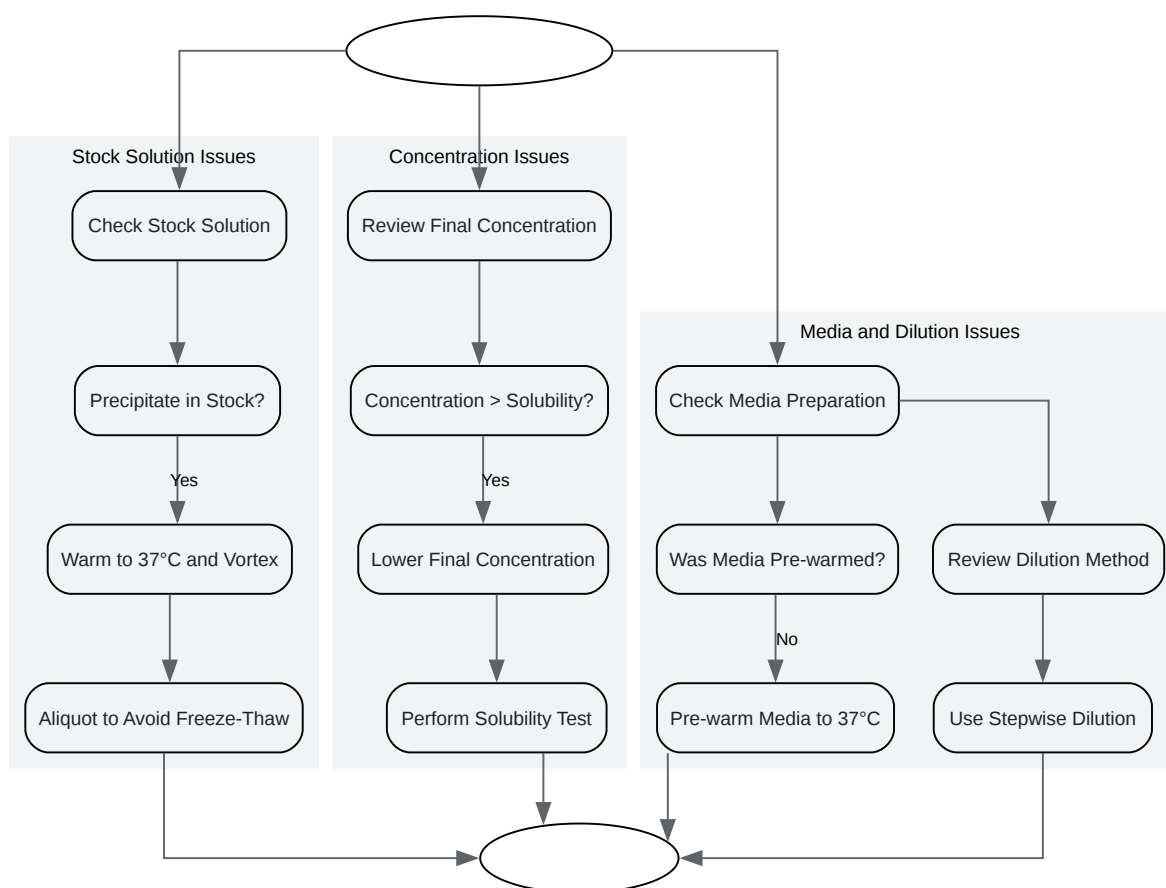 Stock Solution Issues
Check Stock Solution
Precipitate in Stock?
Yes
Warm to 37°C and Vortex
Aliquot to Avoid Freeze-Thaw
Concentration Issues
Review Final Concentration
Concentration > Solubility?
Yes
Lower Final Concentration
Perform Solubility Test
Media and Dilution Issues
Check Media Preparation
Was Media Pre-warmed?
No
Pre-warm Media to 37°C
Review Dilution Method
Use Stepwise Dilution